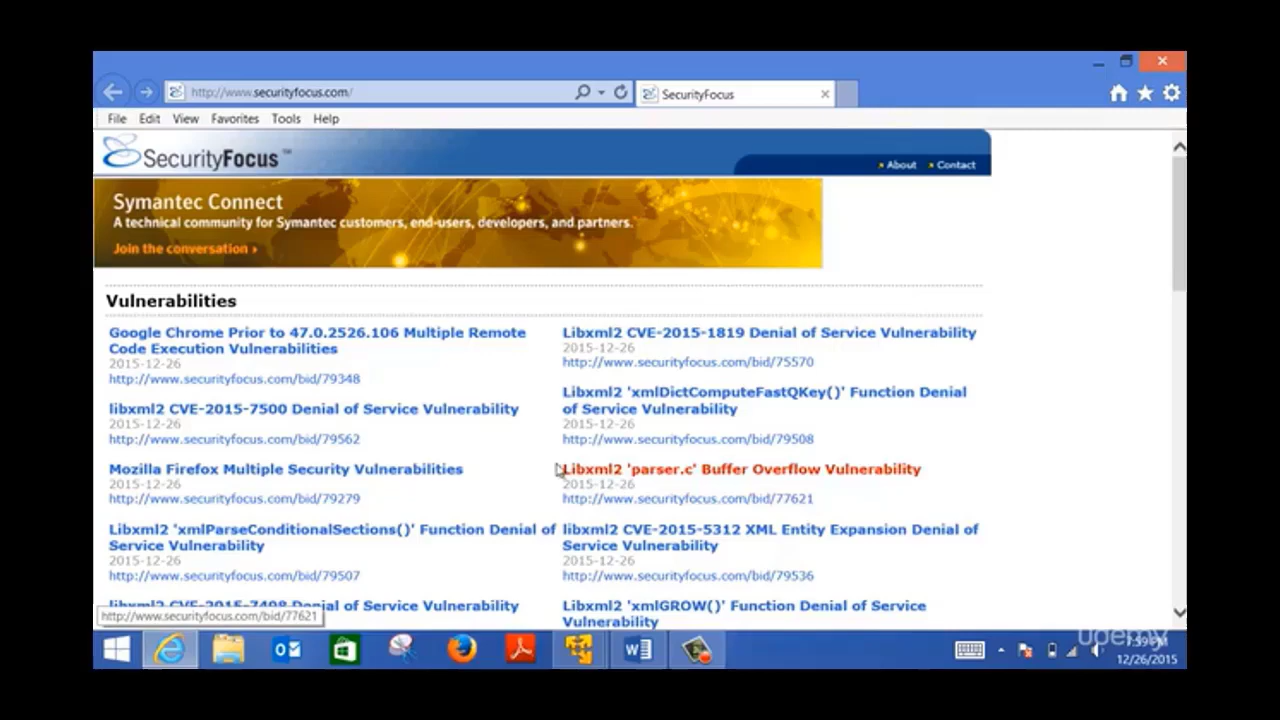 http://www.securityfocus.com/
SecurityFocus
File Edit View Favorites Tools Help
SecurityFocus ™
About Contact
Symantec Connect
A technical community for Symantec customers, end-users, developers, and partners.
Join the conversation ›
Vulnerabilities
Google Chrome Prior to 47.0.2526.106 Multiple Remote
Code Execution Vulnerabilities
2015-12-26
http://www.securityfocus.com/bid/79348
libxml2 CVE-2015-7500 Denial of Service Vulnerability
2015-12-26
http://www.securityfocus.com/bid/79562
Mozilla Firefox Multiple Security Vulnerabilities
2015-12-26
http://www.securityfocus.com/bid/79279
Libxml2 'xmlParseConditionalSections()' Function Denial of
Service Vulnerability
2015-12-26
http://www.securityfocus.com/bid/79507
libxml2 CVE-2015-7498 Denial of Service Vulnerability
http://www.securityfocus.com/bid/77621
Libxml2 CVE-2015-1819 Denial of Service Vulnerability
2015-12-26
http://www.securityfocus.com/bid/75570
Libxml2 'xmlDictComputeFastQKey()' Function Denial
of Service Vulnerability
2015-12-26
http://www.securityfocus.com/bid/79508
Libxml2 'parser.c' Buffer Overflow Vulnerability
2015-12-26
http://www.securityfocus.com/bid/77621
libxml2 CVE-2015-5312 XML Entity Expansion Denial of
Service Vulnerability
2015-12-26
http://www.securityfocus.com/bid/79536
Libxml2 'xmlGROW()' Function Denial of Service
Vulnerability
udemy
12/26/2015